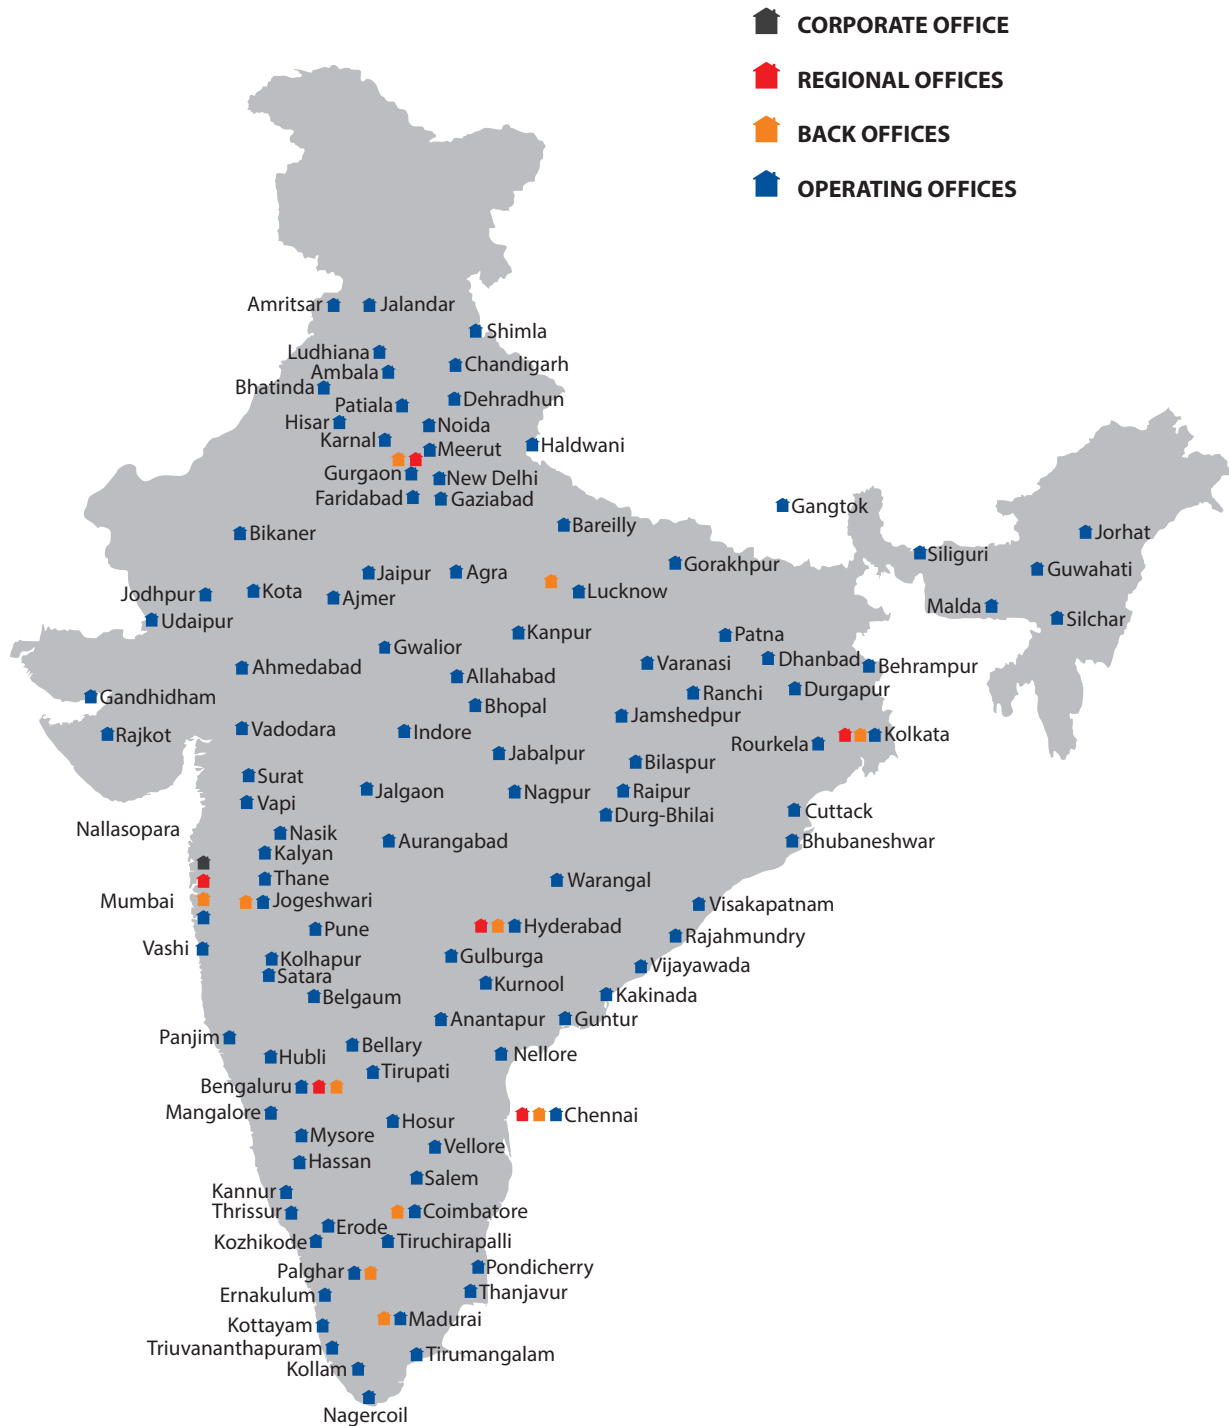 CORPORATE OFFICE
REGIONAL OFFICES
BACK OFFICES
OPERATING OFFICES
Amritsar
Jalandar
Shimla
Ludhiana
Chandigarh
Ambala
Bhatinda
Dehradhun
Patiala
Hisar
Noida
Karnal
Meerut
Haldwani
Gurgaon
New Delhi
Faridabad
Gaziabad
Gangtok
Bikaner
Bareilly
Jorhat
Siliguri
Gorakhpur
Guwahati
Jaipur
Agra
Jodhpur
Kota
Ajmer
Lucknow
Malda
Udaipur
Silchar
Kanpur
Patna
Gwalior
Ahmedabad
Varanasi
Dhanbad
Behrampur
Allahabad
Gandhidham
Ranchi
Durgapur
Bhopal
Jamshedpur
Rajkot
Vadodara
Indore
Rourkela
Kolkata
Jabalpur
Bilaspur
Surat
Jalgaon
Nagpur
Raipur
Vapi
Durg-Bhilai
Cuttack
Nallasopara
Nasik
Aurangabad
Bhubaneshwar
Kalyan
Thane
Warangal
Mumbai
Jogeshwari
Visakapatnam
Pune
Hyderabad
Rajahmundry
Vashi
Kolhapur
Gulburga
Vijayawada
Satara
Kurnool
Belgaum
Kakinada
Anantapur
Guntur
Panjim
Bellary
Hubli
Nellore
Tirupati
Bengaluru
Mangalore
Hosur
Chennai
Mysore
Vellore
Hassan
Salem
Kannur
Thrissur
Coimbatore
Erode
Kozhikode
Tiruchirapalli
Palghar
Pondicherry
Ernakulum
Thanjavur
Kottayam
Madurai
Triuvananthapuram
Tirumangalam
Kollam
Nagercoil